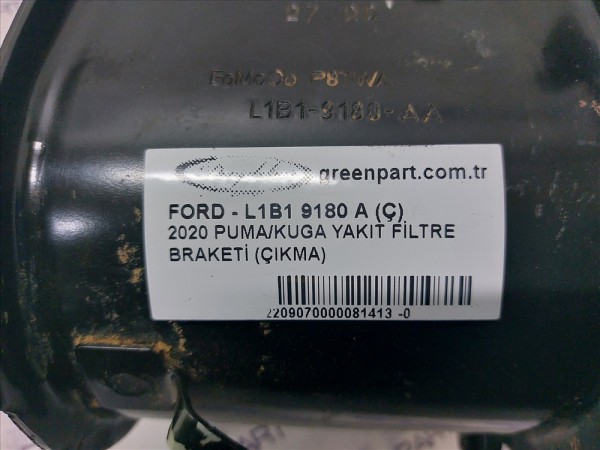 L1B1-9180-AA
greenpart.com.tr
FORD - L1B1 9180 A (Ç)
2020 PUMA/KUGA YAKIT FİLTRE
BRAKETİ (ÇIKMA)
2209070000081413 -0